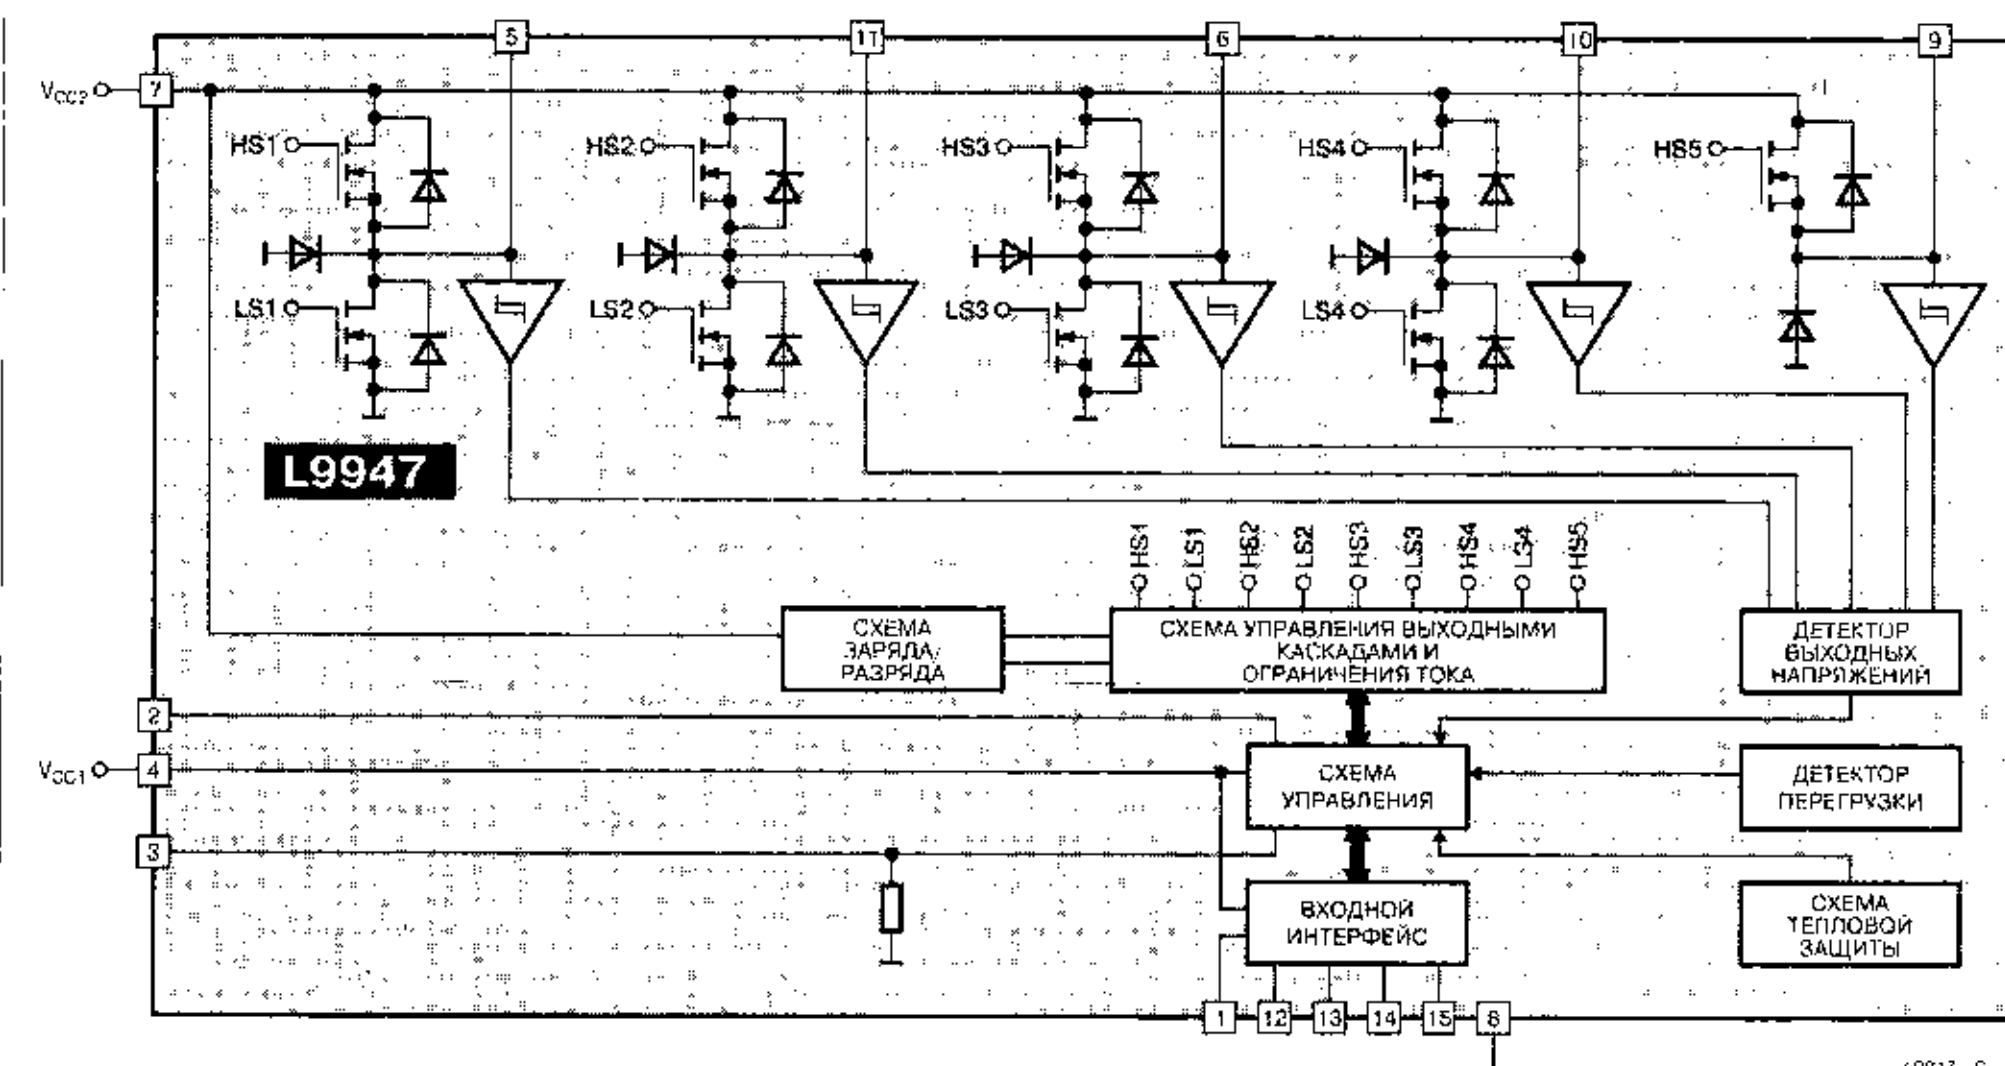 5 11 6 10 9
VCC2 7
HS1 HS2 HS3 HS4 HS5
LS1 LS2 LS3 LS4
L9947
HS1 LS1 HS2 LS2 HS3 LS3 HS4 LS4 HS5
СХЕМА
ЗАРЯДА/
РАЗРЯДА
СХЕМА УПРАВЛЕНИЯ ВЫХОДНЫМИ
КАСКАДАМИ И
ОГРАНИЧЕНИЯ ТОКА
ДЕТЕКТОР
ВЫХОДНЫХ
НАПРЯЖЕНИЙ
2
VCC1 4
СХЕМА
УПРАВЛЕНИЯ
ДЕТЕКТОР
ПЕРЕГРУЗКИ
3
ВХОДНОЙ
ИНТЕРФЕЙС
СХЕМА
ТЕПЛОВОЙ
ЗАЩИТЫ
1 12 13 14 15 8